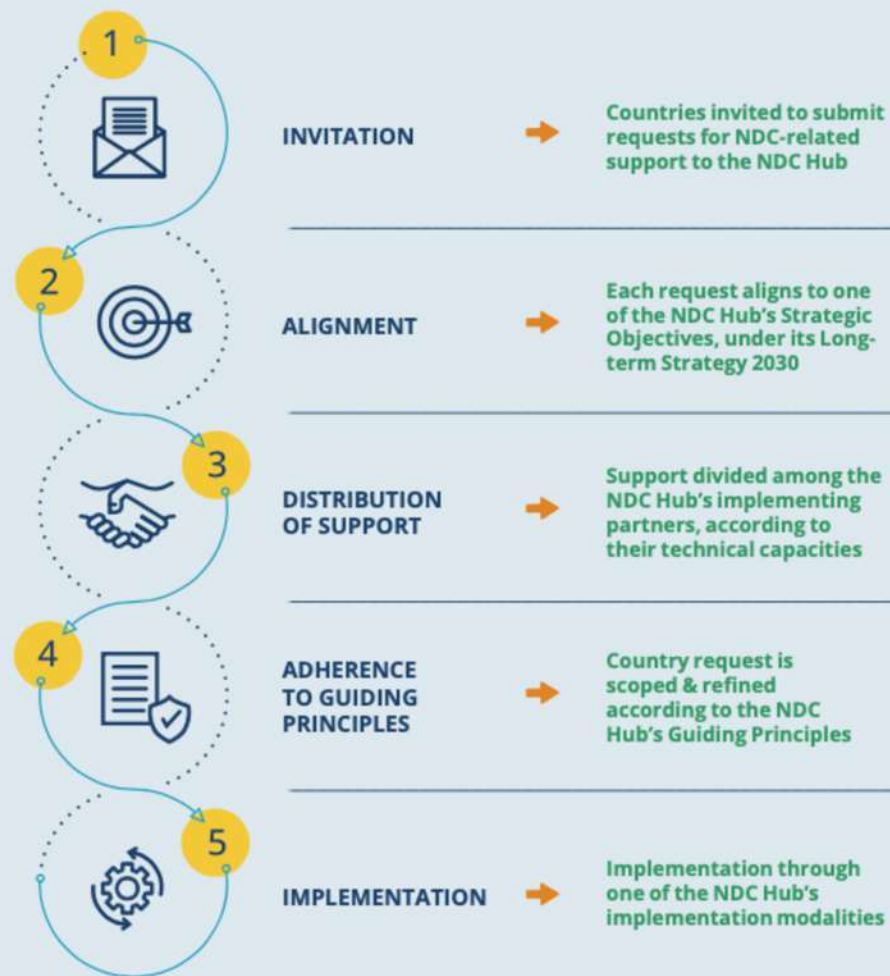 1
INVITATION
Countries invited to submit
requests for NDC-related
support to the NDC Hub
2
ALIGNMENT
Each request aligns to one
of the NDC Hub's Strategic
Objectives, under its Long-
term Strategy 2030
3
DISTRIBUTION
OF SUPPORT
Support divided among the
NDC Hub's implementing
partners, according to
their technical capacities
4
ADHERENCE
TO GUIDING
PRINCIPLES
Country request is
scoped & refined
according to the NDC
Hub's Guiding Principles
5
IMPLEMENTATION
Implementation through
one of the NDC Hub's
implementation modalities